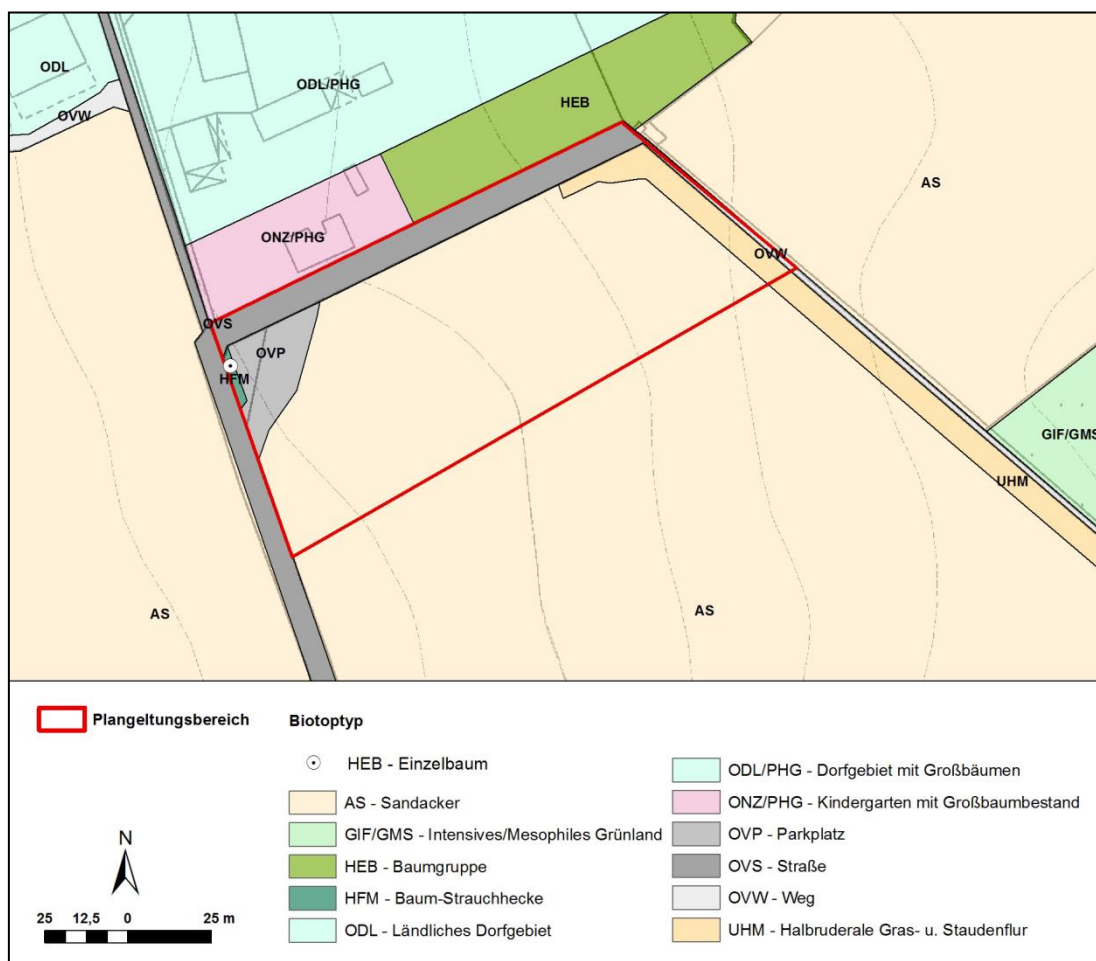 ODL
OVW
ODL/PHG
HEB
AS
ONZ/PHG
OVW
OVS
OVP
HFM
GIF/GMS
UHM
AS
AS
Plangeltungsbereich
Biotoptyp
HEB - Einzelbaum
AS - Sandacker
GIF/GMS - Intensives/Mesophiles Grünland
HEB - Baumgruppe
HFM - Baum-Strauchhecke
ODL - Ländliches Dorfgebiet
ODL/PHG - Dorfgebiet mit Großbäumen
ONZ/PHG - Kindergarten mit Großbaumbestand
OVP - Parkplatz
OVS - Straße
OVW - Weg
UHM - Halbruderale Gras- u. Staudenflur
N
25 12,5 0 25 m